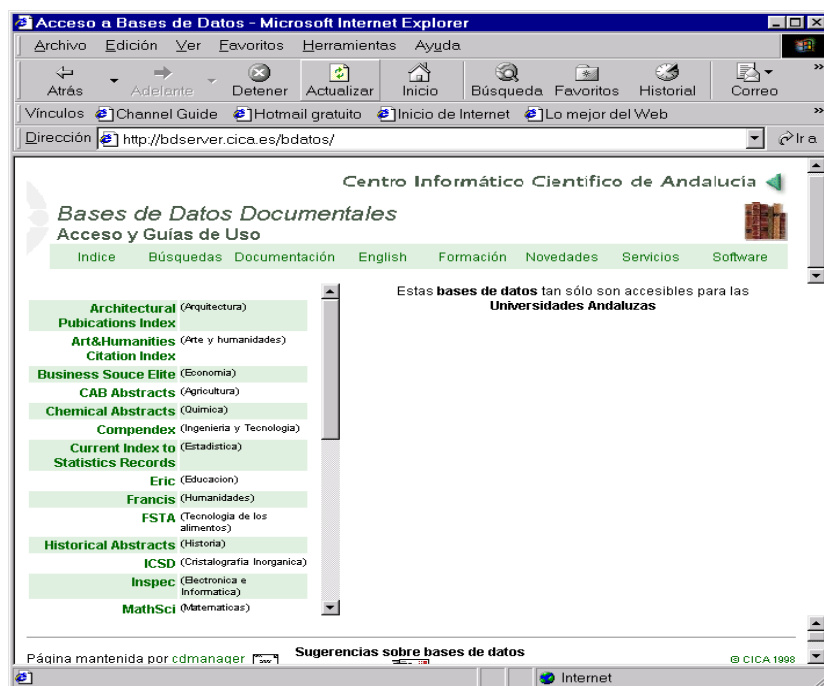 Acceso a Bases de Datos - Microsoft Internet Explorer
Archivo Edición Ver Favoritos Herramientas Ayuda
Atrás Adelante Detener Actualizar Inicio Búsqueda Favoritos Historial Correo »
Vínculos Channel Guide Hotmail gratuito Inicio de Internet Lo mejor del Web »
Dirección http://bdserver.cica.es/bdatos/ Ir a
Centro Informático Científico de Andalucía
Bases de Datos Documentales
Acceso y Guías de Uso
Indice Búsquedas Documentación English Formación Novedades Servicios Software
Estas bases de datos tan sólo son accesibles para las
Universidades Andaluzas
Architectural (Arquitectura)
Pubications Index
Art&Humanities (Arte y humanidades)
Citation Index
Business Souce Elite (Economia)
CAB Abstracts (Agricultura)
Chemical Abstracts (Quimica)
Compendex (Ingenieria y Tecnologia)
Current Index to (Estadistica)
Statistics Records
Eric (Educacion)
Francis (Humanidades)
FSTA (Tecnologia de los
alimentos)
Historical Abstracts (Historia)
ICSD (Cristalografia Inorganica)
Inspec (Electronica e
Informatica)
MathSci (Matematicas)
Sugerencias sobre bases de datos
Página mantenida por cdmanager © CICA 1998
Internet